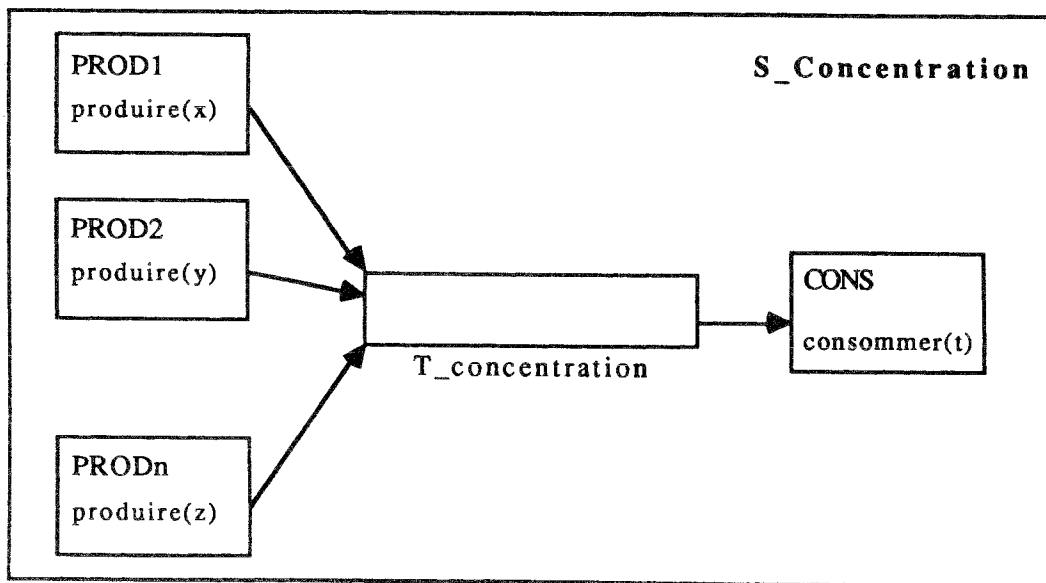 PROD1
produire(x)
S_Concentration
PROD2
produire(y)
CONS
consommer(t)
T_concentration
PRODn
produire(z)